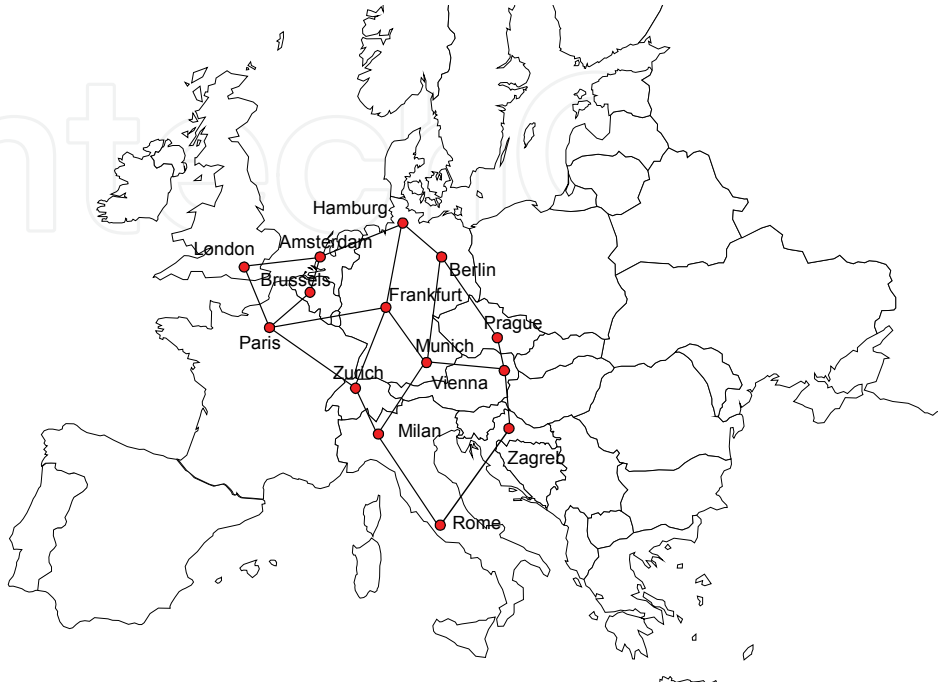 Hamburg
London
Amsterdam
Brussels
Berlin
Frankfurt
Prague
Paris
Munich
Zurich
Vienna
Milan
Zagreb
Rome